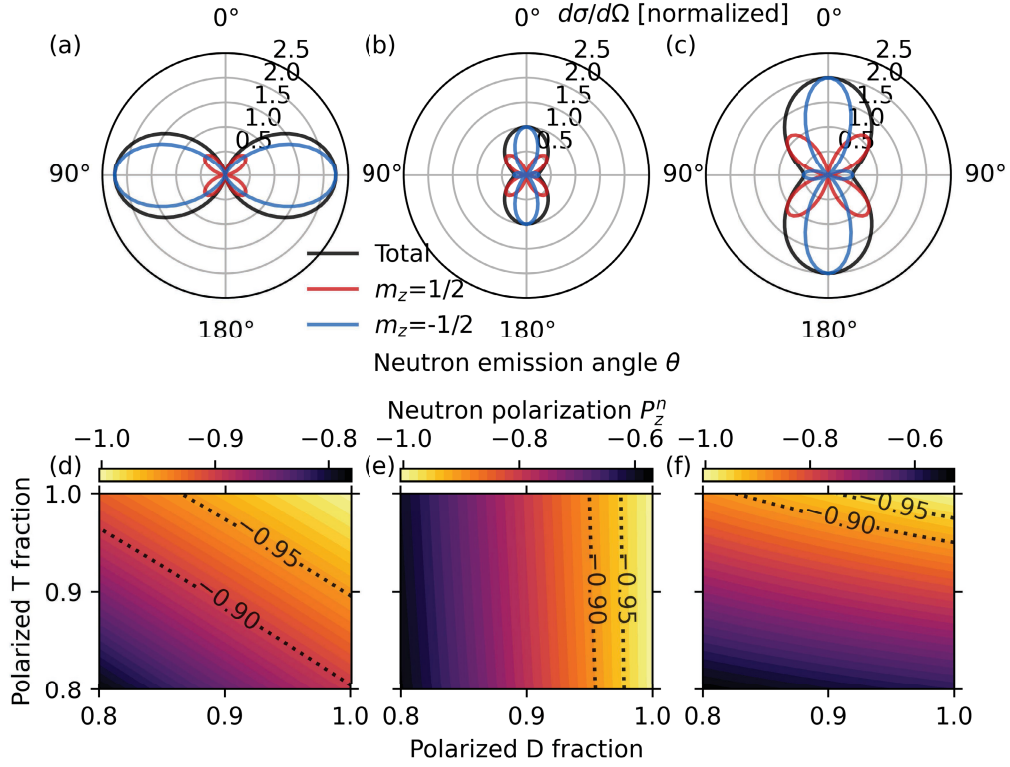 dσ/dΩ [normalized]
(a)
0°
2.5
2.0
1.5
1.0
0.5
90°
180°
(b)
0°
0.5
90°
180°
(c)
0°
2.5
2.0
1.5
1.0
0.5
90°
180°
2.5
2.0
1.5
1.0
Total
m_z=1/2
m_z=-1/2
Neutron emission angle θ
Neutron polarization P_z^n
−1.0 −0.9 −0.8
−1.0 −0.8 −0.6
−1.0 −0.8 −0.6
(d)
(e)
(f)
Polarized T fraction
1.0
0.9
0.8
−0.95
−0.90
−0.90
−0.95
−0.95
−0.90
0.8 0.9 1.0
0.8 0.9 1.0
0.8 0.9 1.0
Polarized D fraction